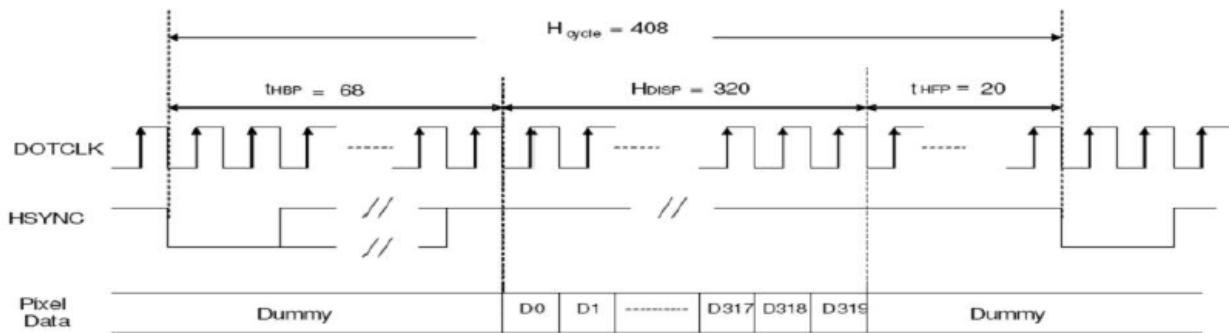 H cycle = 408
tHBP = 68
HDISP = 320
tHFP = 20
DOTCLK
HSYNC
Pixel Data
Dummy
D0
D1
D317
D318
D319
Dummy